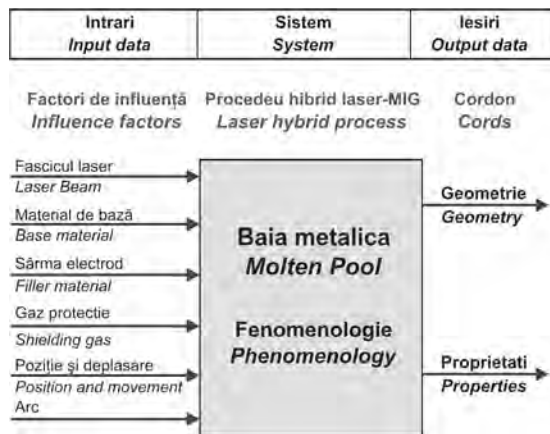 Intrari
Input data
Sistem
System
Iesiri
Output data
Factori de influență
Influence factors
Procedeu hibrid laser-MIG
Laser hybrid process
Cordon
Cords
Fascicul laser
Laser Beam
Material de bază
Base material
Sârma electrod
Filler material
Gaz protectie
Shielding gas
Poziție și deplasare
Position and movement
Arc
Baia metalica
Molten Pool
Fenomenologie
Phenomenology
Geometrie
Geometry
Proprietati
Properties